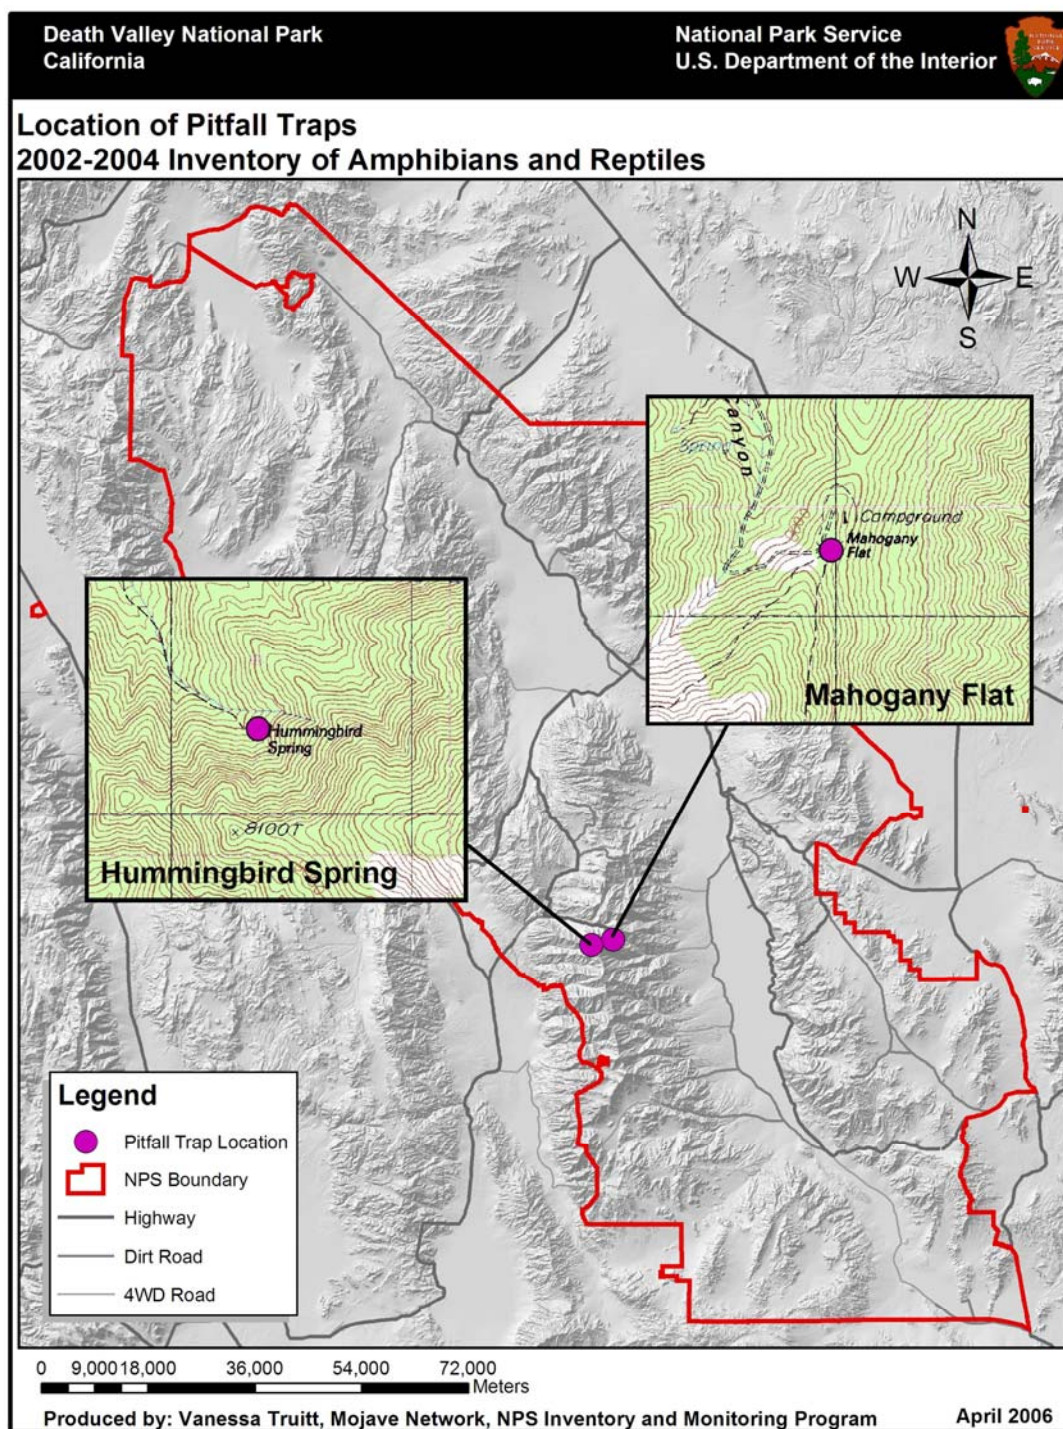 Death Valley National Park
California
National Park Service
U.S. Department of the Interior
Location of Pitfall Traps
2002-2004 Inventory of Amphibians and Reptiles
N
W E
S
anyon
Spring
Campground
Mahogany
Flat
Mahogany Flat
Hummingbird
Spring
8100T
Hummingbird Spring
Legend
Pitfall Trap Location
NPS Boundary
Highway
Dirt Road
4WD Road
0 9,000 18,000 36,000 54,000 72,000
Meters
Produced by: Vanessa Truitt, Mojave Network, NPS Inventory and Monitoring Program
April 2006